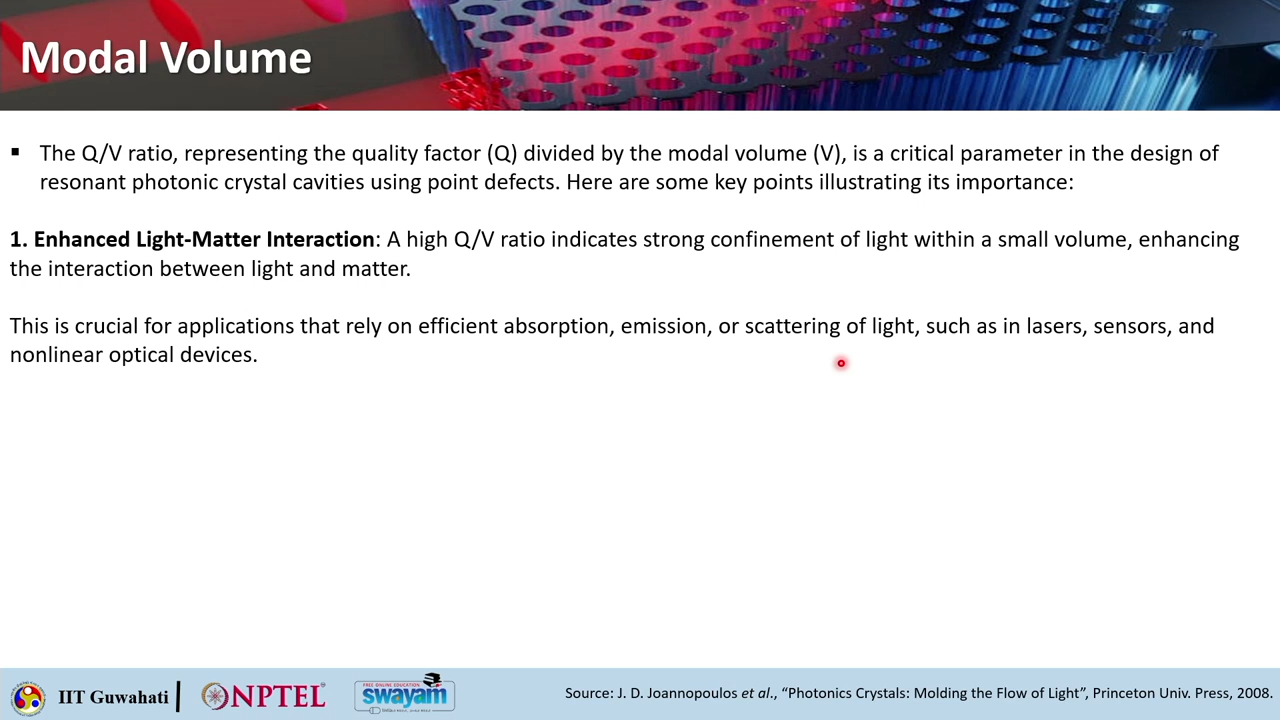 Modal Volume
▪ The Q/V ratio, representing the quality factor (Q) divided by the modal volume (V), is a critical parameter in the design of
resonant photonic crystal cavities using point defects. Here are some key points illustrating its importance:
1. Enhanced Light-Matter Interaction: A high Q/V ratio indicates strong confinement of light within a small volume, enhancing
the interaction between light and matter.
This is crucial for applications that rely on efficient absorption, emission, or scattering of light, such as in lasers, sensors, and
nonlinear optical devices.
IIT Guwahati
NPTEL
FREE ONLINE EDUCATION
swayam
Source: J. D. Joannopoulos et al., “Photonics Crystals: Molding the Flow of Light”, Princeton Univ. Press, 2008.